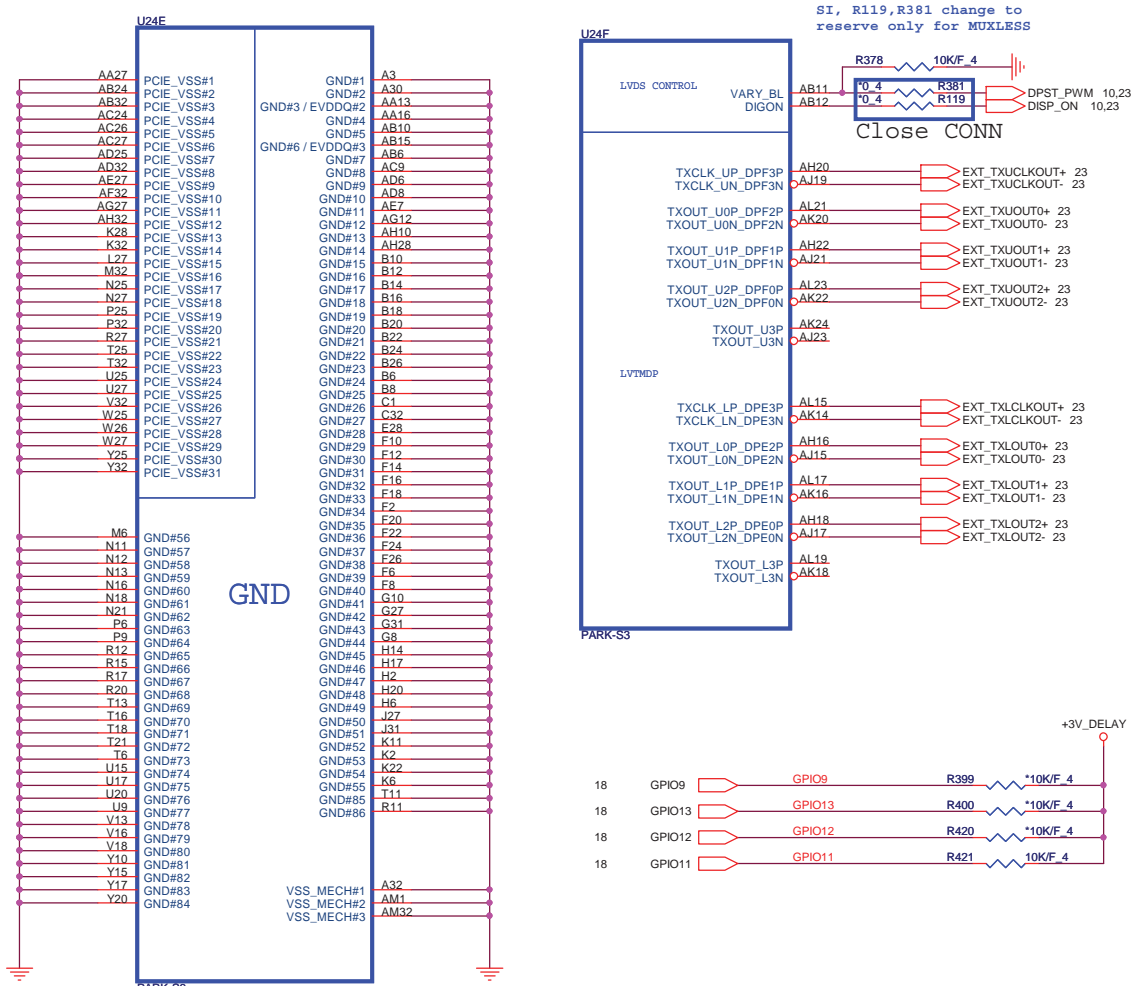 SI, R119,R381 change to
reserve only for MUXLESS
U24E
AA27 PCIE_VSS#1
AB24 PCIE_VSS#2
AB32 PCIE_VSS#3
AC24 PCIE_VSS#4
AC26 PCIE_VSS#5
AC27 PCIE_VSS#6
AD25 PCIE_VSS#7
AD32 PCIE_VSS#8
AE27 PCIE_VSS#9
AF32 PCIE_VSS#10
AG27 PCIE_VSS#11
AH32 PCIE_VSS#12
K28 PCIE_VSS#13
K32 PCIE_VSS#14
L27 PCIE_VSS#15
M32 PCIE_VSS#16
N25 PCIE_VSS#17
N27 PCIE_VSS#18
P25 PCIE_VSS#19
P32 PCIE_VSS#20
R27 PCIE_VSS#21
T25 PCIE_VSS#22
T32 PCIE_VSS#23
U25 PCIE_VSS#24
U27 PCIE_VSS#25
V32 PCIE_VSS#26
W25 PCIE_VSS#27
W26 PCIE_VSS#28
W27 PCIE_VSS#29
Y25 PCIE_VSS#30
Y32 PCIE_VSS#31
M6 GND#56
N11 GND#57
N12 GND#58
N13 GND#59
N16 GND#60
N18 GND#61
N21 GND#62
P6 GND#63
P9 GND#64
R12 GND#65
R15 GND#66
R17 GND#67
R20 GND#68
T13 GND#69
T16 GND#70
T18 GND#71
T21 GND#72
T6 GND#73
U15 GND#74
U17 GND#75
U20 GND#76
U9 GND#77
V13 GND#78
V16 GND#79
V18 GND#80
Y10 GND#81
Y15 GND#82
Y17 GND#83
Y20 GND#84
GND
GND#1 A3
GND#2 A30
GND#3 / EVDDQ#2 AA13
GND#4 AA16
GND#5 AB10
GND#6 / EVDDQ#3 AB15
GND#7 AB6
GND#8 AC9
GND#9 AD6
GND#10 AD8
GND#11 AE7
GND#12 AG12
GND#13 AH10
GND#14 AH28
GND#15 B10
GND#16 B12
GND#17 B14
GND#18 B16
GND#19 B18
GND#20 B20
GND#21 B22
GND#22 B24
GND#23 B26
GND#24 B6
GND#25 B8
GND#26 C1
GND#27 C32
GND#28 E28
GND#29 F10
GND#30 F12
GND#31 F14
GND#32 F16
GND#33 F18
GND#34 F2
GND#35 F20
GND#36 F22
GND#37 F24
GND#38 F26
GND#39 F6
GND#40 F8
GND#41 G10
GND#42 G27
GND#43 G31
GND#44 G8
GND#45 H14
GND#46 H17
GND#47 H2
GND#48 H20
GND#49 H6
GND#50 J27
GND#51 J31
GND#52 K11
GND#53 K2
GND#54 K22
GND#55 K6
GND#85 T11
GND#86 R11
VSS_MECH#1 A32
VSS_MECH#2 AM1
VSS_MECH#3 AM32
PARK-S3
U24F
LVDS CONTROL
R378 10K/F_4
VARY_BL AB11 *0_4 R381 DPST_PWM 10,23
DIGON AB12 *0_4 R119 DISP_ON 10,23
Close CONN
TXCLK_UP_DPF3P AH20 EXT_TXUCLKOUT+ 23
TXCLK_UN_DPF3N AJ19 EXT_TXUCLKOUT- 23
TXOUT_U0P_DPF2P AL21 EXT_TXUOUT0+ 23
TXOUT_U0N_DPF2N AK20 EXT_TXUOUT0- 23
TXOUT_U1P_DPF1P AH22 EXT_TXUOUT1+ 23
TXOUT_U1N_DPF1N AJ21 EXT_TXUOUT1- 23
TXOUT_U2P_DPF0P AL23 EXT_TXUOUT2+ 23
TXOUT_U2N_DPF0N AK22 EXT_TXUOUT2- 23
TXOUT_U3P AK24
TXOUT_U3N AJ23
LVTMDP
TXCLK_LP_DPE3P AL15 EXT_TXLCLKOUT+ 23
TXCLK_LN_DPE3N AK14 EXT_TXLCLKOUT- 23
TXOUT_L0P_DPE2P AH16 EXT_TXLOUT0+ 23
TXOUT_L0N_DPE2N AJ15 EXT_TXLOUT0- 23
TXOUT_L1P_DPE1P AL17 EXT_TXLOUT1+ 23
TXOUT_L1N_DPE1N AK16 EXT_TXLOUT1- 23
TXOUT_L2P_DPE0P AH18 EXT_TXLOUT2+ 23
TXOUT_L2N_DPE0N AJ17 EXT_TXLOUT2- 23
TXOUT_L3P AL19
TXOUT_L3N AK18
PARK-S3
+3V_DELAY
18 GPIO9 GPIO9 R399 *10K/F_4
18 GPIO13 GPIO13 R400 *10K/F_4
18 GPIO12 GPIO12 R420 *10K/F_4
18 GPIO11 GPIO11 R421 10K/F_4